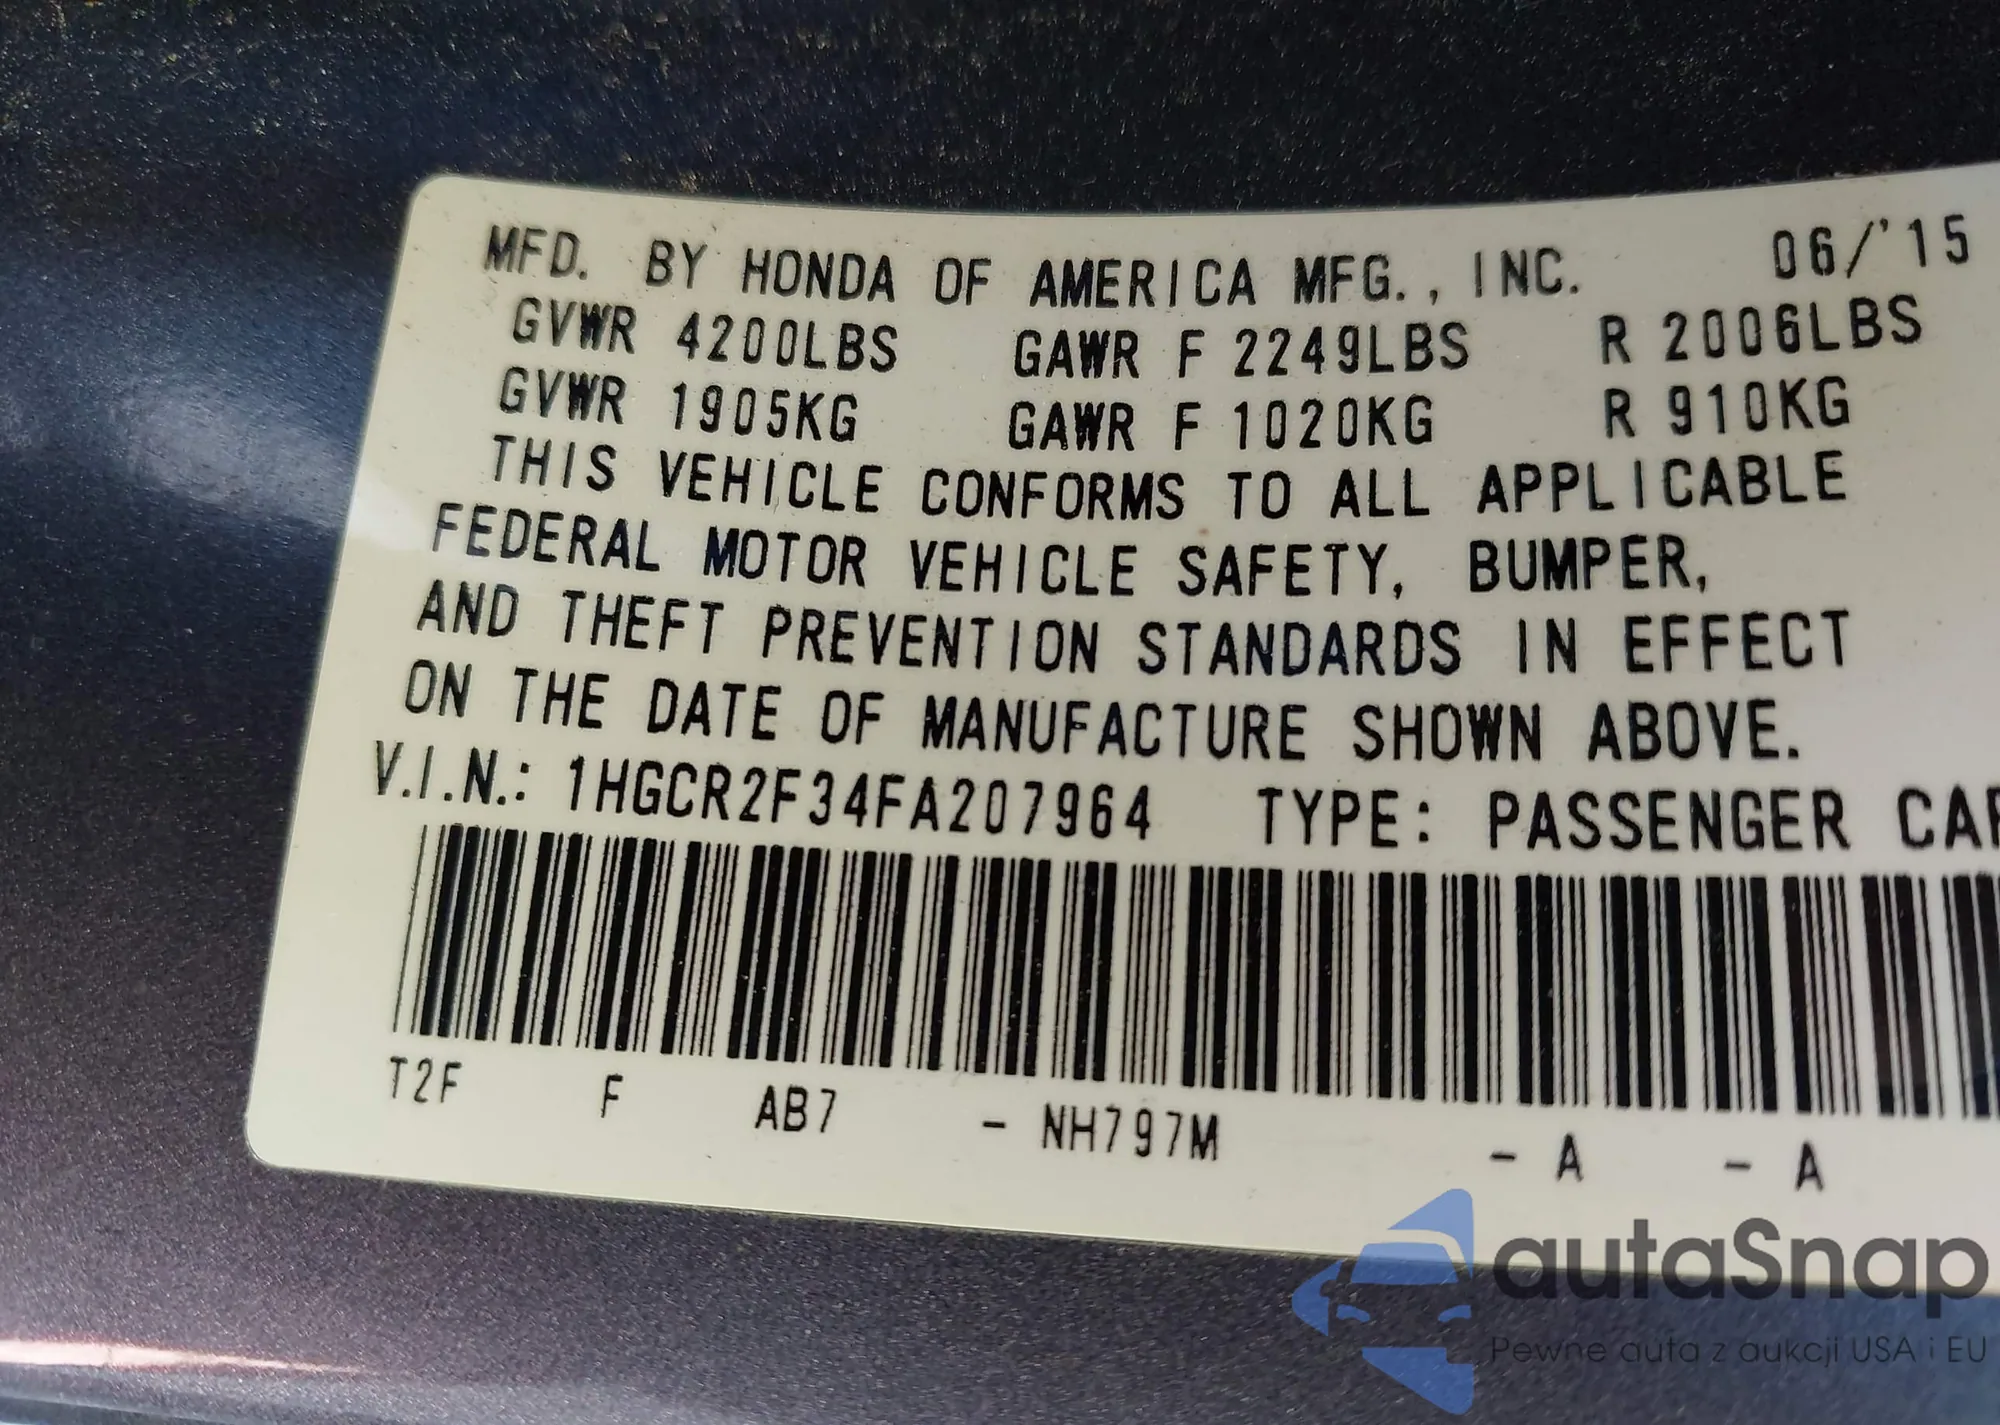 MFD. BY HONDA OF AMERICA MFG., INC. 06/'15
GVWR 4200LBS GAWR F 2249LBS R 2006LBS
GVWR 1905KG GAWR F 1020KG R 910KG
THIS VEHICLE CONFORMS TO ALL APPLICABLE
FEDERAL MOTOR VEHICLE SAFETY, BUMPER,
AND THEFT PREVENTION STANDARDS IN EFFECT
ON THE DATE OF MANUFACTURE SHOWN ABOVE.
V.I.N.: 1HGCR2F34FA207964 TYPE: PASSENGER CAR
T2F F AB7 - NH797M - A - A
autaSnap
Pewne auta z aukcji USA i EU